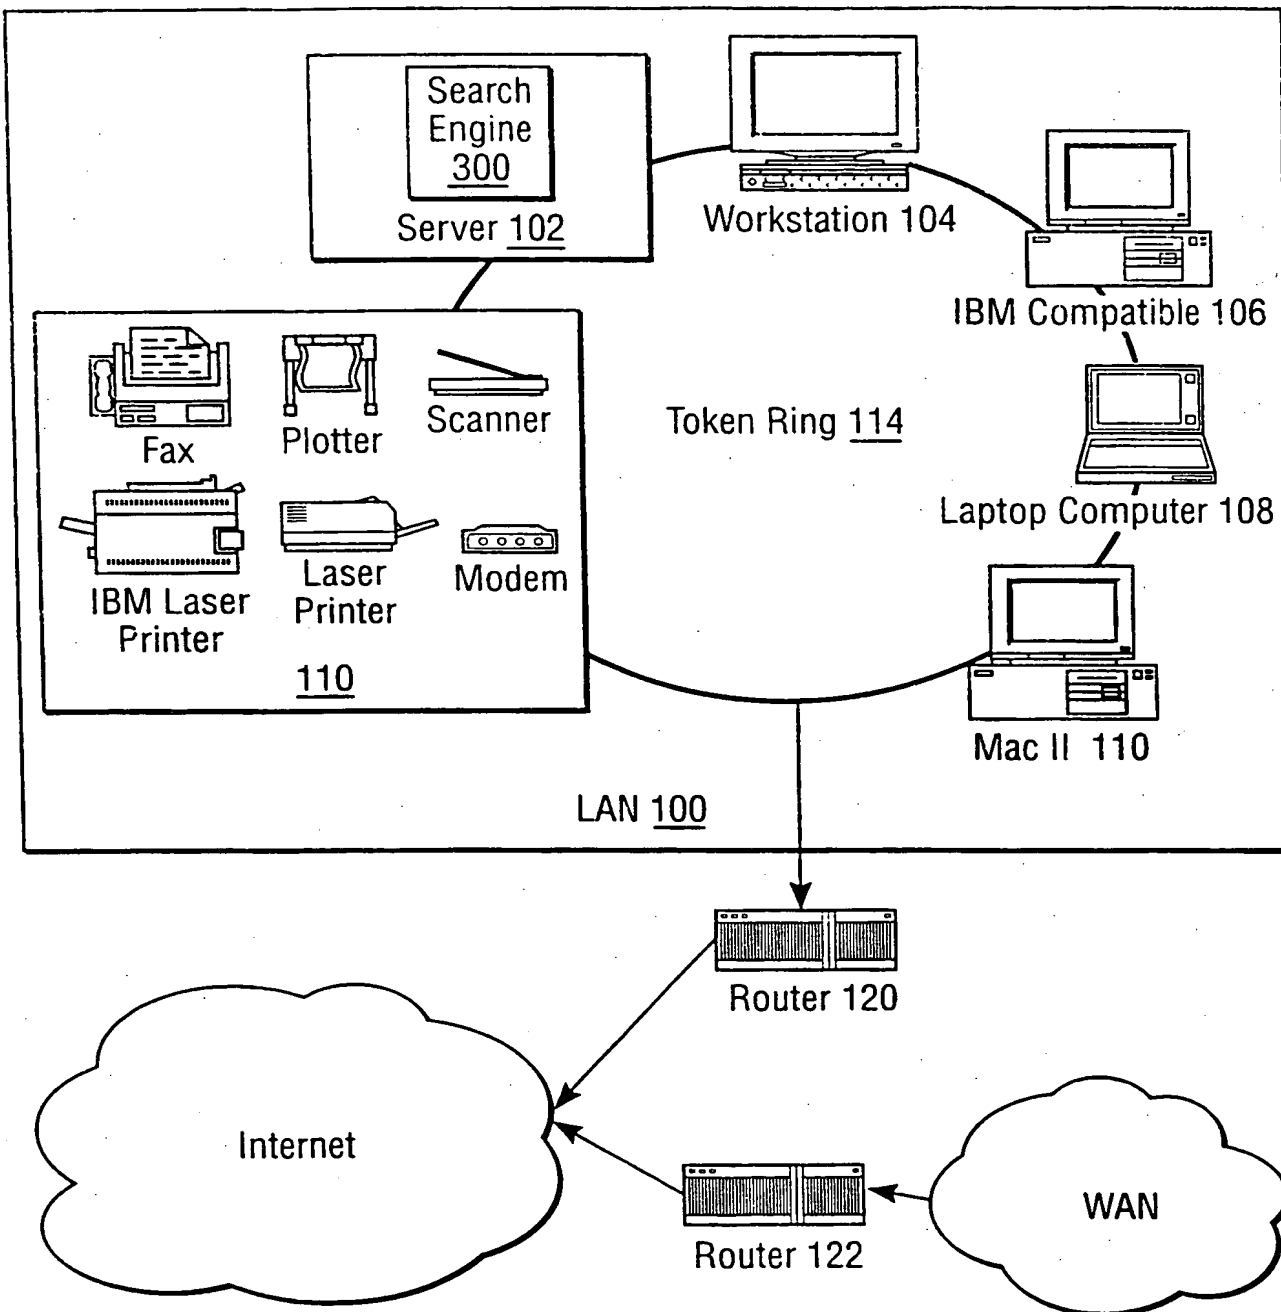 Search
Engine
300
Server 102
Workstation 104
IBM Compatible 106
Fax
Plotter
Scanner
Token Ring 114
Laptop Computer 108
IBM Laser
Printer
Laser
Printer
Modem
110
Mac II 110
LAN 100
Router 120
Internet
Router 122
WAN